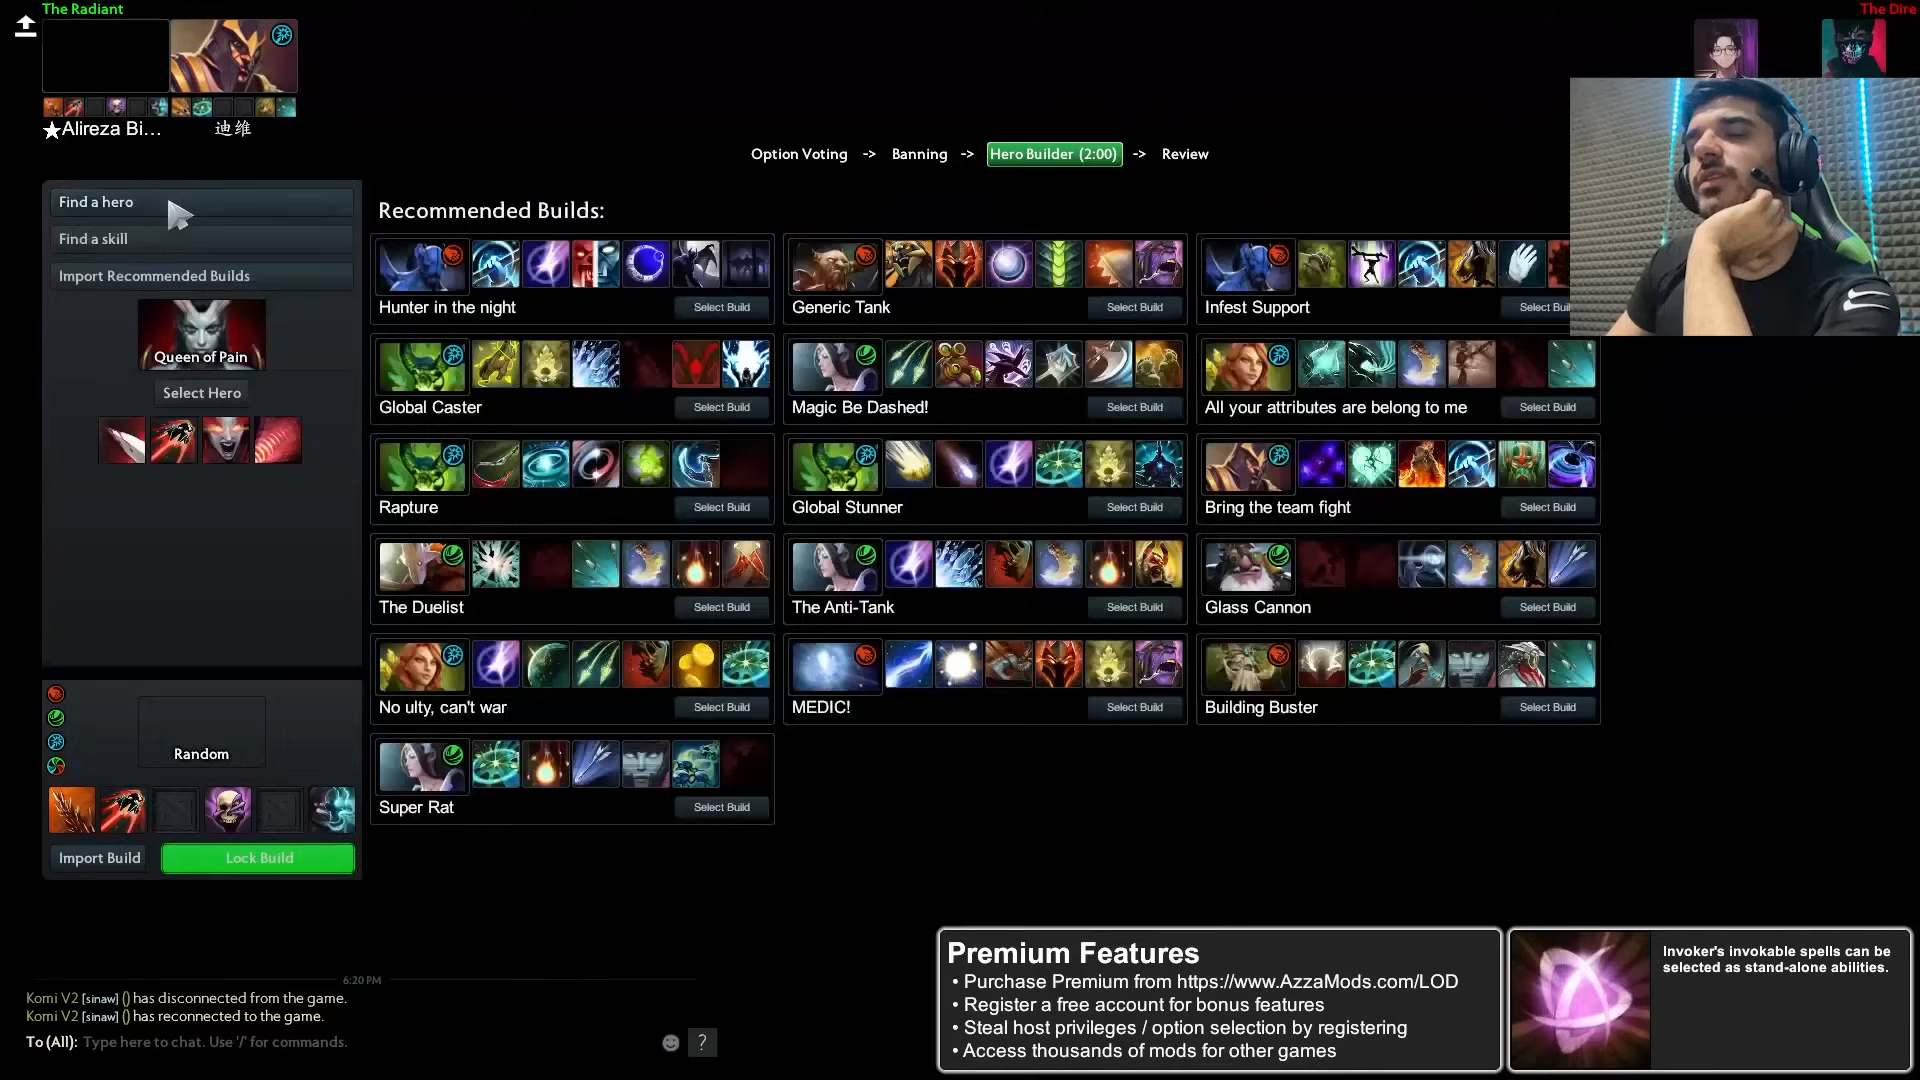 The Radiant
The Dire
★Alireza Bi...
迪维
Option Voting -> Banning -> Hero Builder (2:00) -> Review
Find a hero
Find a skill
Import Recommended Builds
Queen of Pain
Select Hero
Recommended Builds:
Hunter in the night
Select Build
Generic Tank
Select Build
Infest Support
Select Bu
Global Caster
Select Build
Magic Be Dashed!
Select Build
All your attributes are belong to me
Select Build
Rapture
Select Build
Global Stunner
Select Build
Bring the team fight
Select Build
The Duelist
Select Build
The Anti-Tank
Select Build
Glass Cannon
Select Build
No ulty, can't war
Select Build
MEDIC!
Select Build
Building Buster
Select Build
Super Rat
Select Build
Random
Import Build
Lock Build
6:20 PM
Komi V2 [sinaw] () has disconnected from the game.
Komi V2 [sinaw] () has reconnected to the game.
To (All): Type here to chat. Use '/' for commands.
?
Premium Features
• Purchase Premium from https://www.AzzaMods.com/LOD
• Register a free account for bonus features
• Steal host privileges / option selection by registering
• Access thousands of mods for other games
Invoker's invokable spells can be
selected as stand-alone abilities.